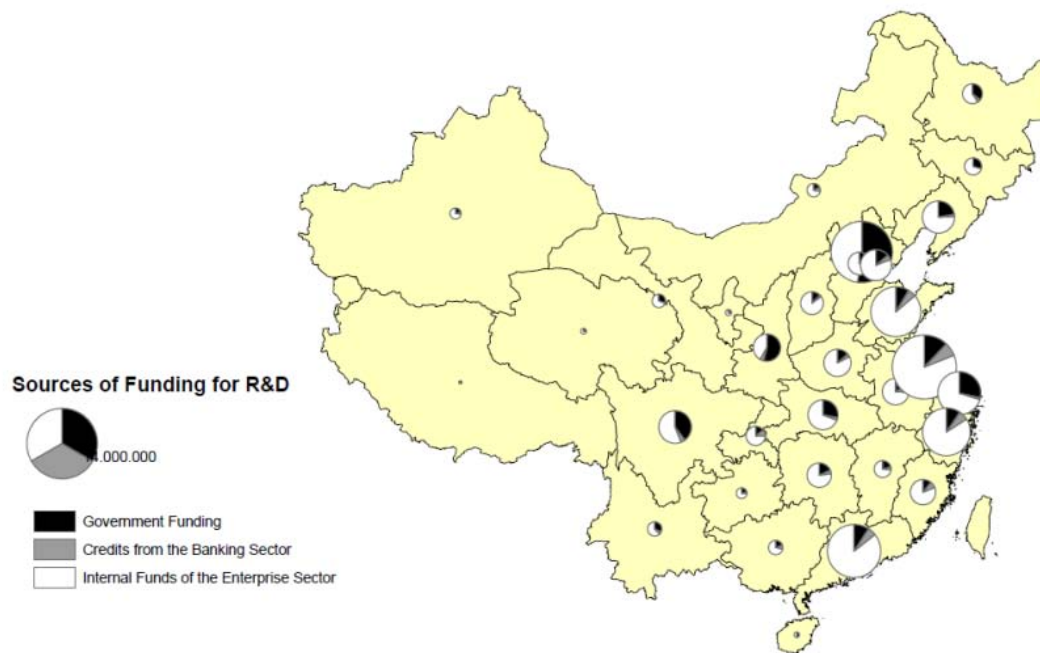 Sources of Funding for R&D
14.000.000
Government Funding
Credits from the Banking Sector
Internal Funds of the Enterprise Sector